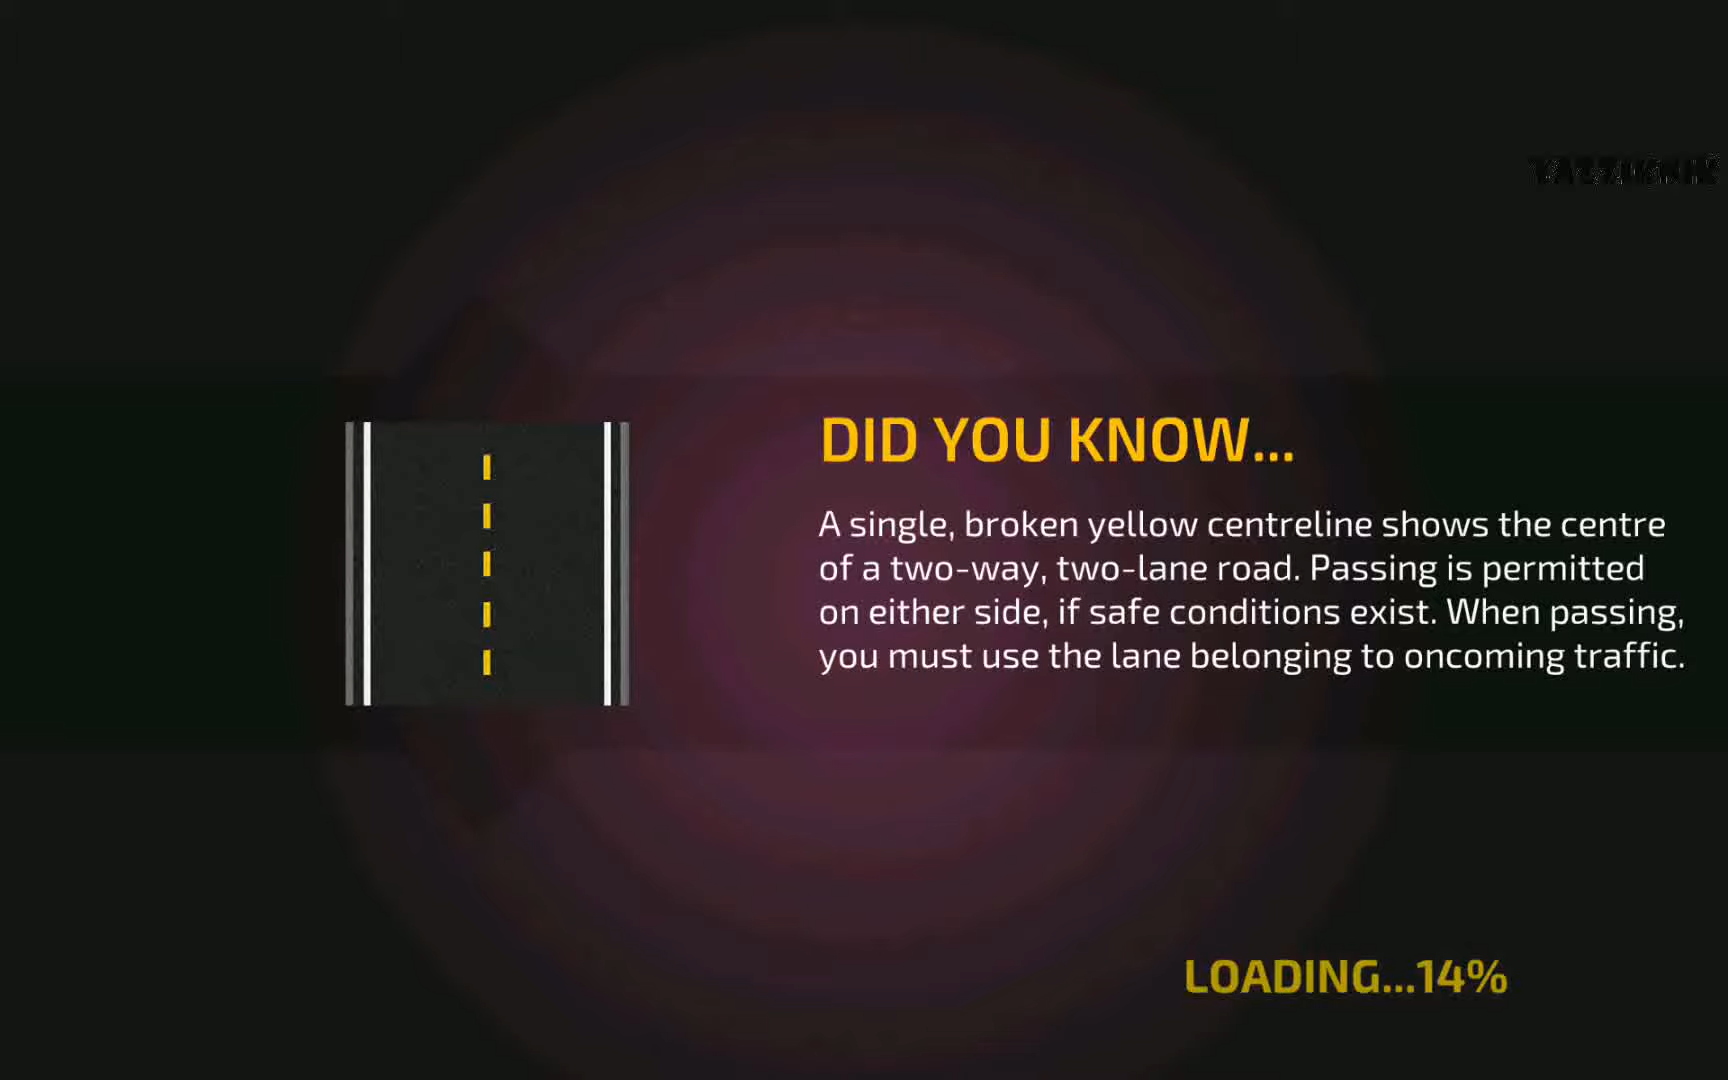 DID YOU KNOW...
A single, broken yellow centreline shows the centre
of a two-way, two-lane road. Passing is permitted
on either side, if safe conditions exist. When passing,
you must use the lane belonging to oncoming traffic.
LOADING...14%